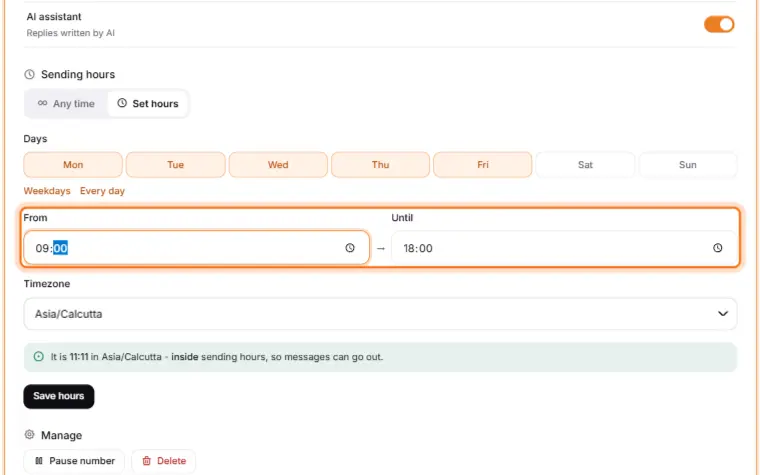 AI assistant
Replies written by AI
Sending hours
Any time Set hours
Days
Mon Tue Wed Thu Fri Sat Sun
Weekdays Every day
From Until
09:00 → 18:00
Timezone
Asia/Calcutta
It is 11:11 in Asia/Calcutta - inside sending hours, so messages can go out.
Save hours
Manage
Pause number Delete